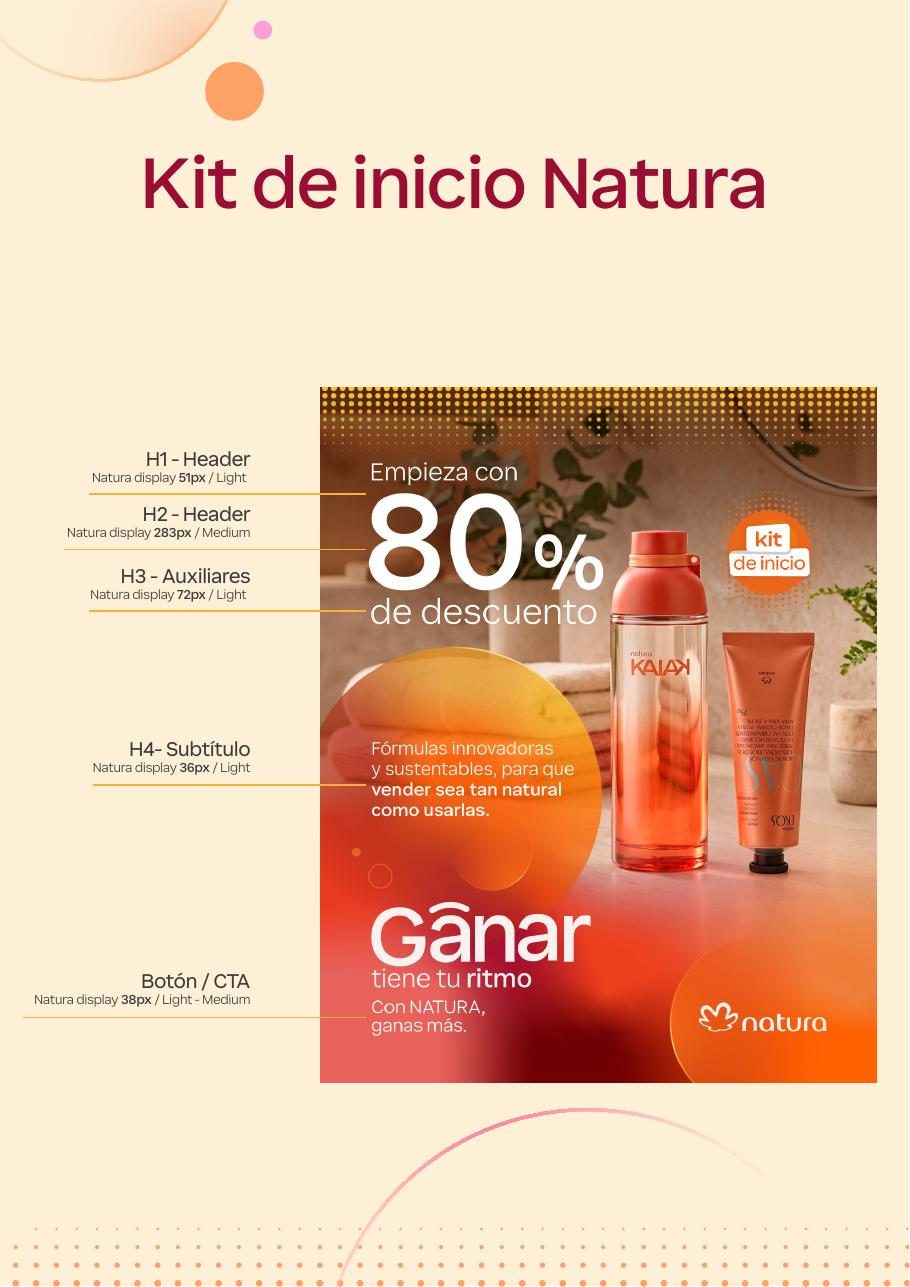 Kit de inicio Natura
H1 - Header
Natura display 51px / Light
H2 - Header
Natura display 283px / Medium
H3 - Auxiliares
Natura display 72px / Light
H4- Subtítulo
Natura display 36px / Light
Botón / CTA
Natura display 38px / Light - Medium
Empieza con
80%
de descuento
kit
de inicio
natura
KAIAK
natura
EKOS
Fórmulas innovadoras
y sustentables, para que
vender sea tan natural
como usarlas.
Gânar
tiene tu ritmo
Con NATURA,
ganas más.
natura